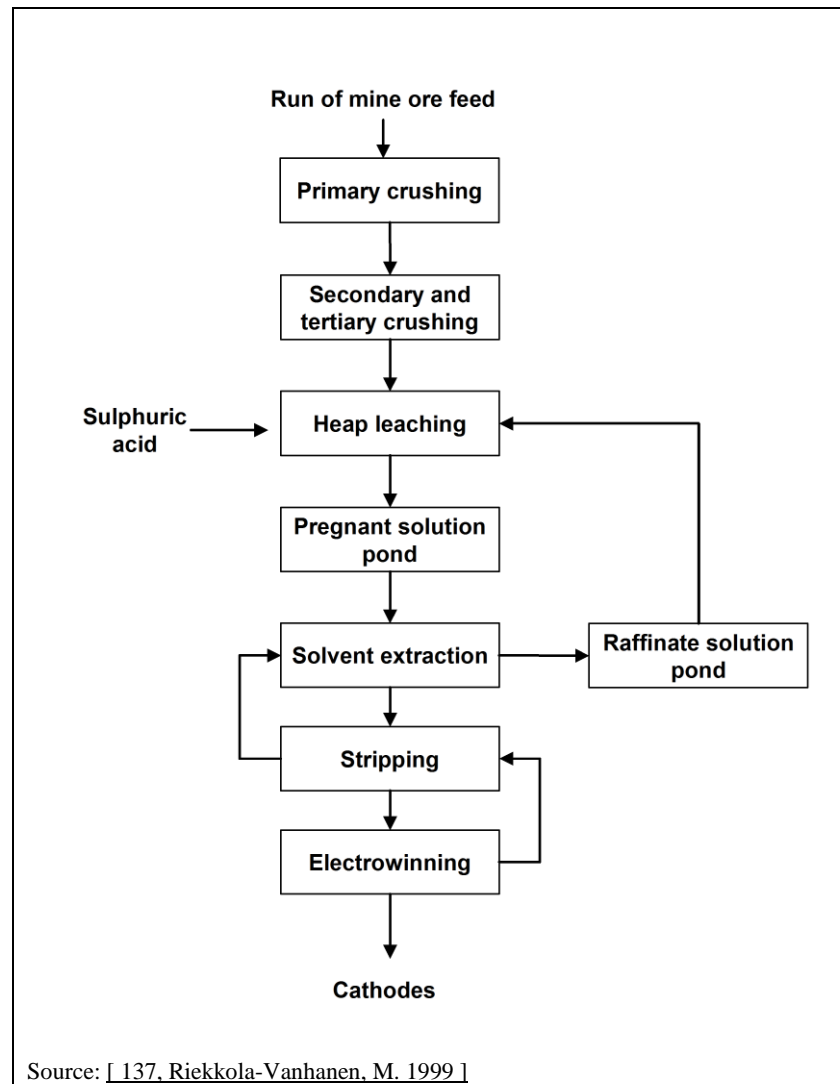 Run of mine ore feed
Primary crushing
Secondary and
tertiary crushing
Sulphuric
acid
Heap leaching
Pregnant solution
pond
Solvent extraction
Raffinate solution
pond
Stripping
Electrowinning
Cathodes
Source: [ 137, Riekkola-Vanhanen, M. 1999 ]